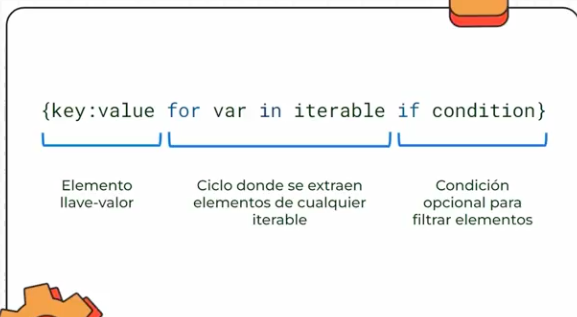 {key:value for var in iterable if condition}
Elemento
llave-valor
Ciclo donde se extraen
elementos de cualquier
iterable
Condición
opcional para
filtrar elementos